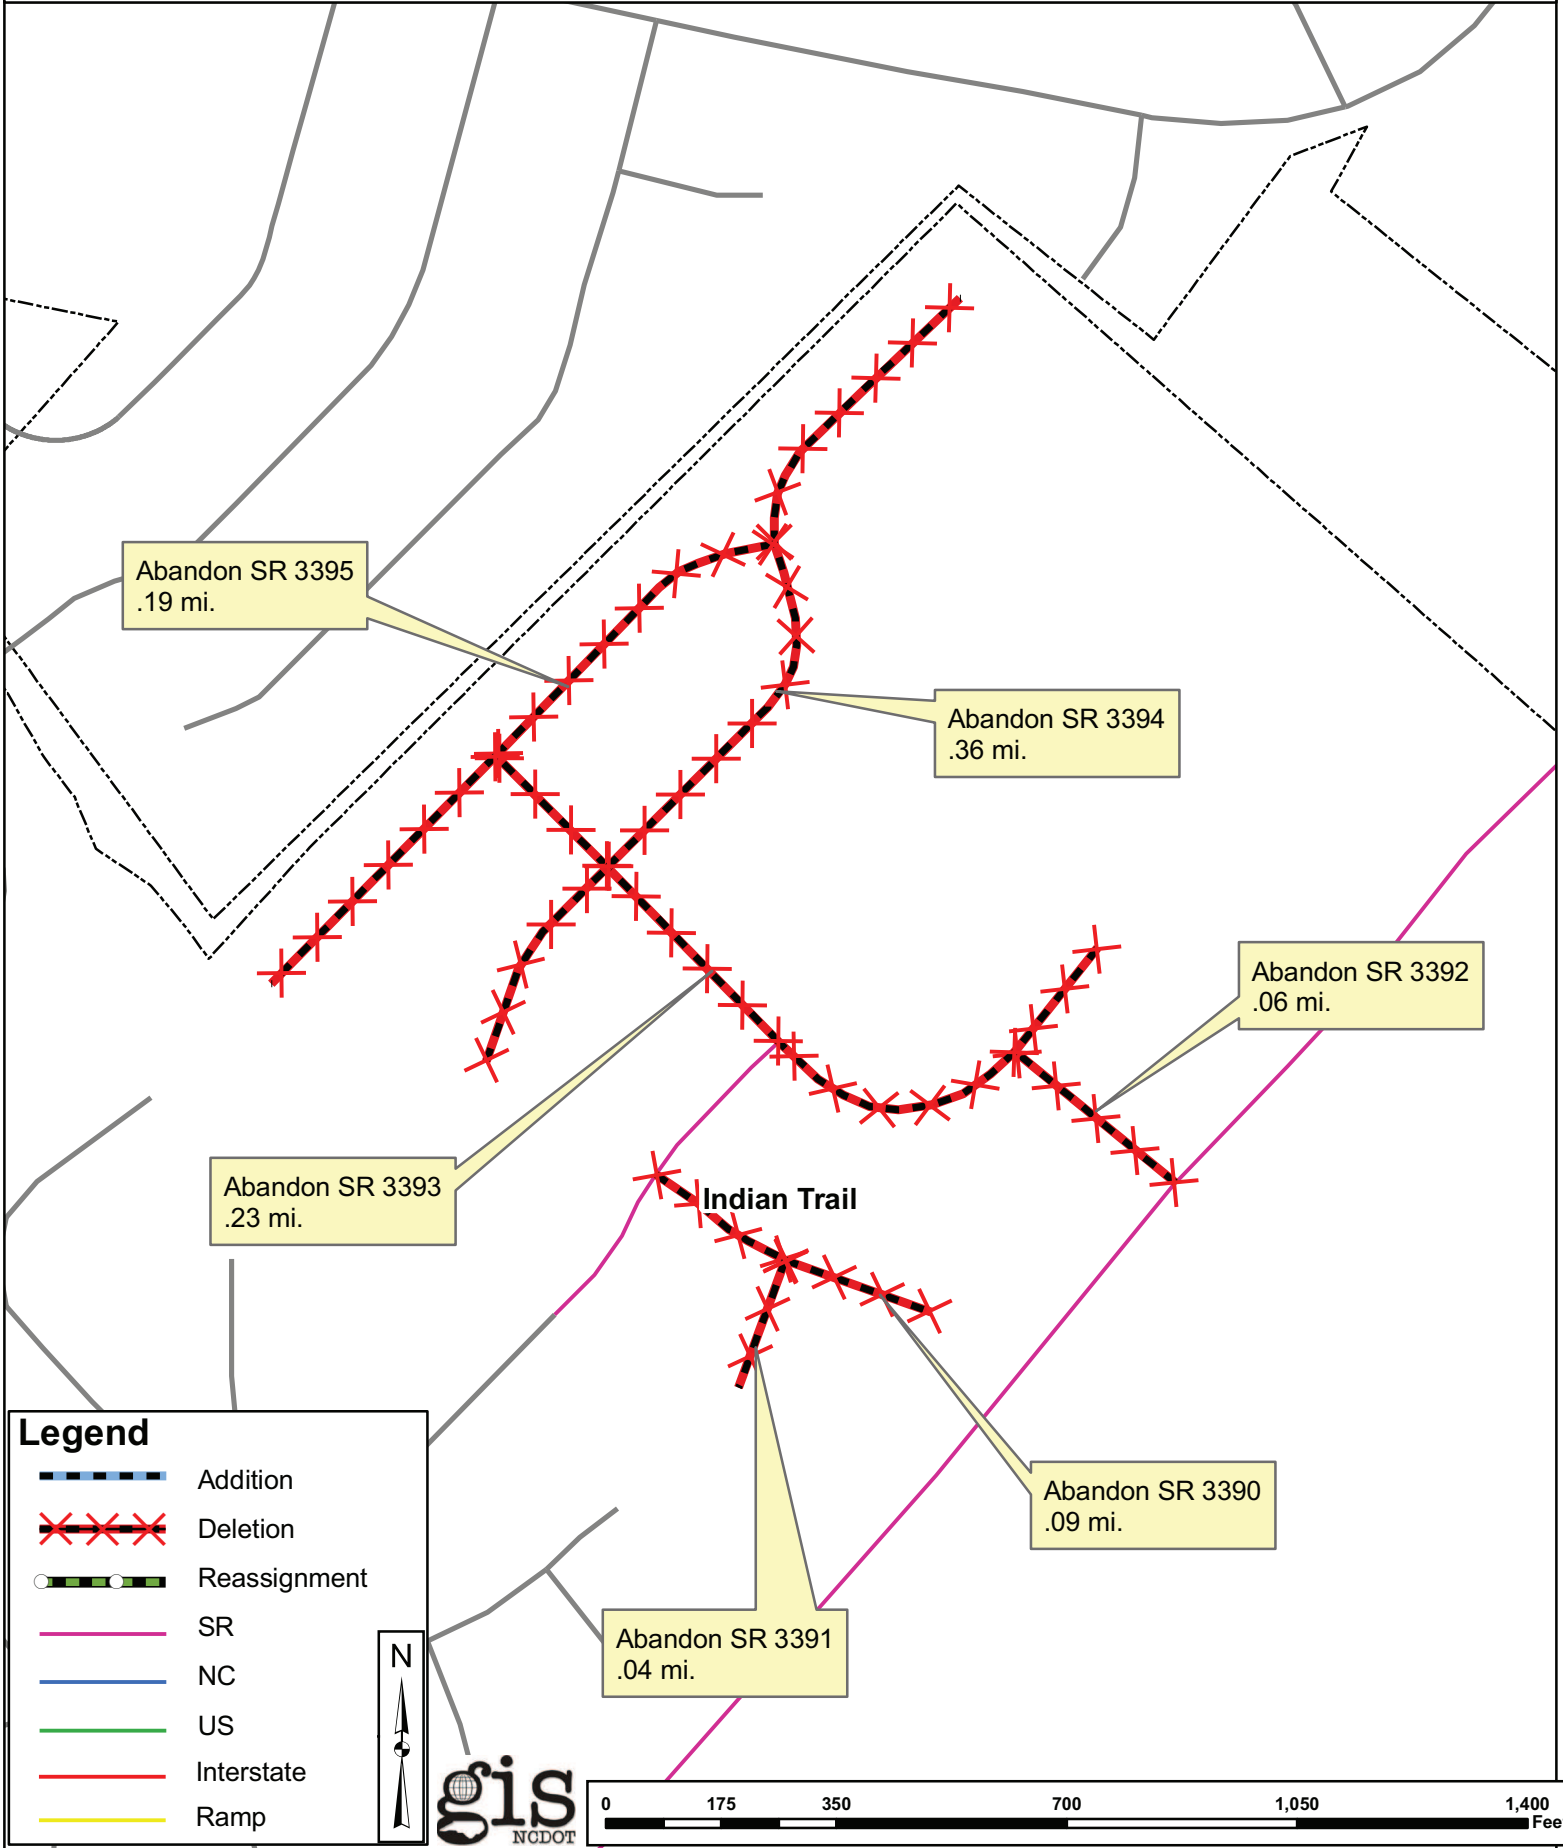 Abandon SR 3395
.19 mi.
Abandon SR 3394
.36 mi.
Abandon SR 3392
.06 mi.
Abandon SR 3393
.23 mi.
Indian Trail
Abandon SR 3390
.09 mi.
Abandon SR 3391
.04 mi.
Legend
Addition
Deletion
Reassignment
SR
NC
US
Interstate
Ramp
N
gis
NCDOT
0 175 350 700 1,050 1,400
Fee